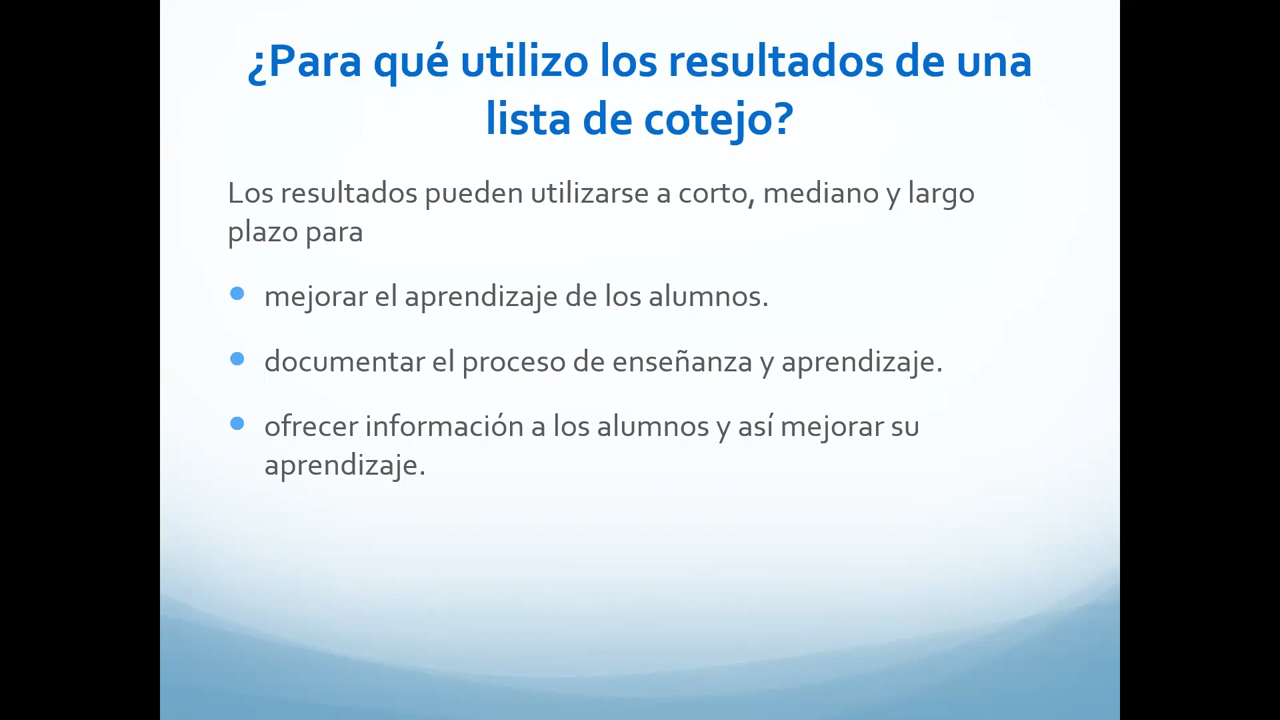 ¿Para qué utilizo los resultados de una
lista de cotejo?
Los resultados pueden utilizarse a corto, mediano y largo
plazo para
mejorar el aprendizaje de los alumnos.
documentar el proceso de enseñanza y aprendizaje.
ofrecer información a los alumnos y así mejorar su
aprendizaje.